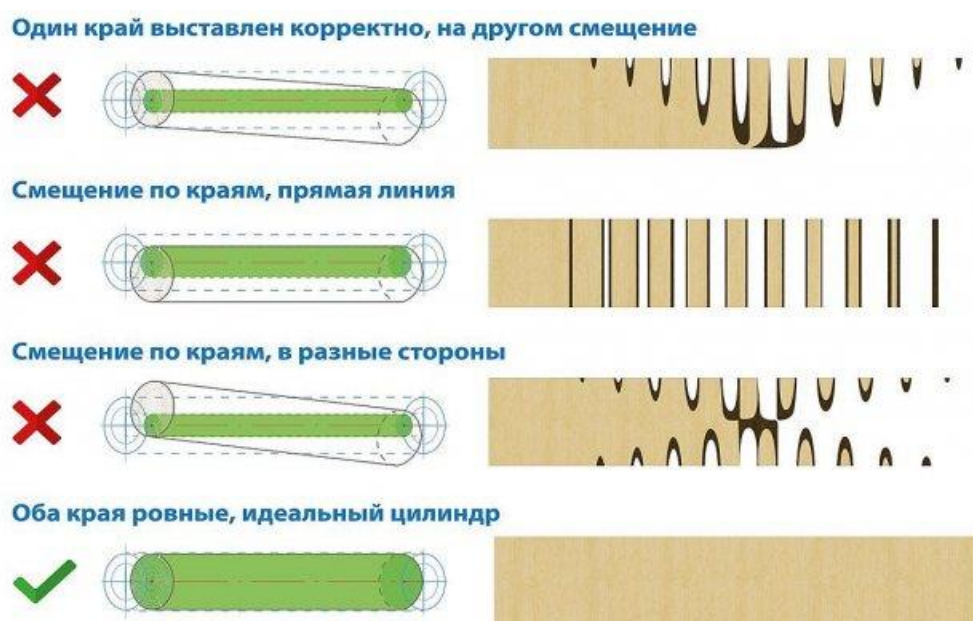 Один край выставлен корректно, на другом смещение
Смещение по краям, прямая линия
Смещение по краям, в разные стороны
Оба края ровные, идеальный цилиндр